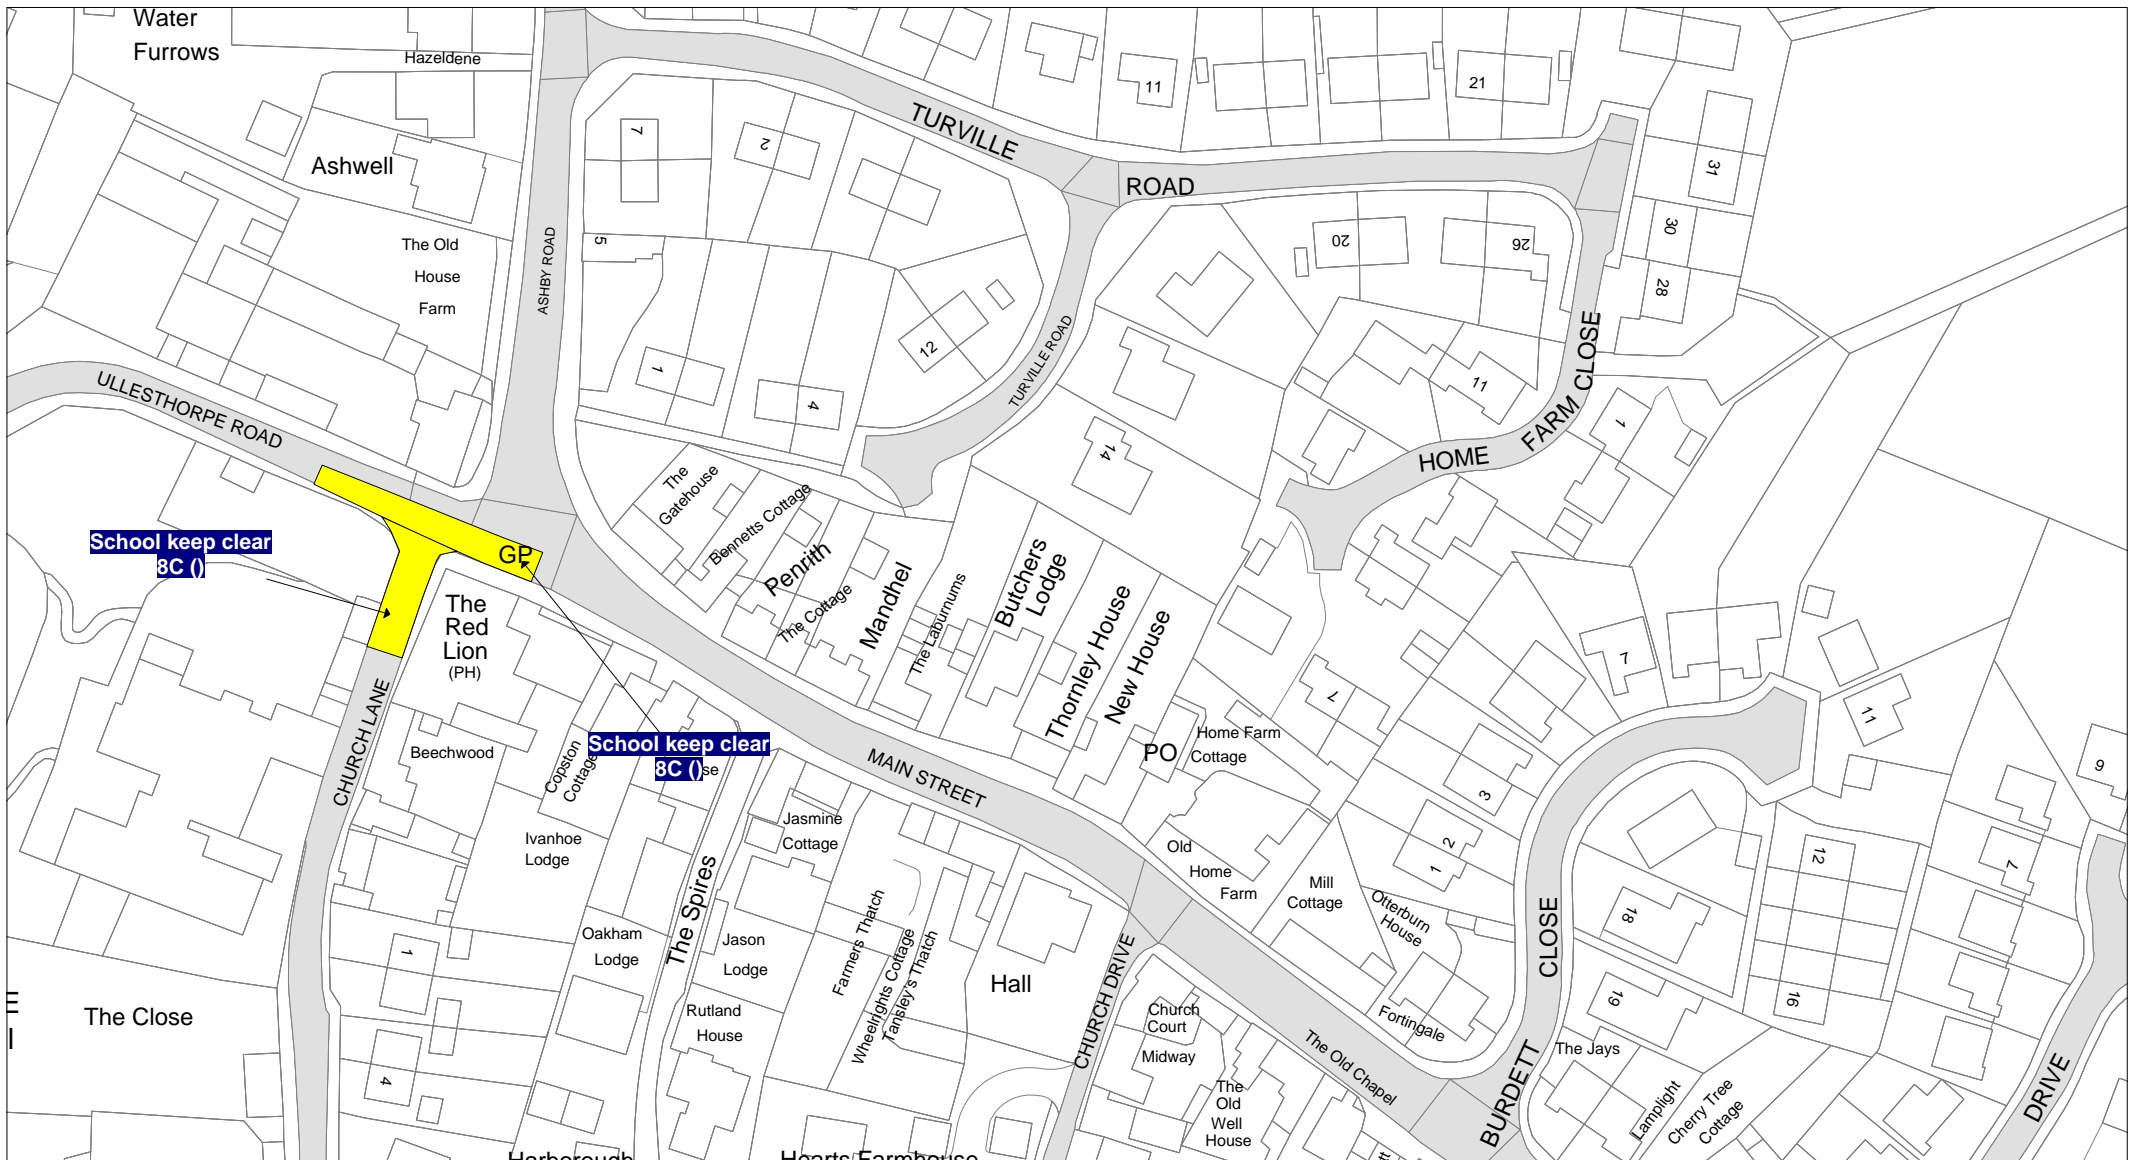 Water
Furrows
Hazeldene
11
21
TURVILLE
7
2
Ashwell
31
ROAD
The Old
House
Farm
ASHBY ROAD
5
20
26
30
28
12
TURVILLE ROAD
1
4
ULLESTHORPE ROAD
11
FARM CLOSE
HOME
1
14
The
Gatehouse
Bennetts Cottage
School keep clear
8C ()
GP
Penrith
The Cottage
Mandhel
The Laburnums
Butchers
Lodge
Thornley House
New House
The
Red
Lion
(PH)
7
7
11
CHURCH LANE
Beechwood
Copston
Cottage
School keep clear
8C ()
se
MAIN STREET
PO
Home Farm
Cottage
9
3
Ivanhoe
Lodge
Jasmine
Cottage
Old
Home
Farm
2
1
12
7
The Spires
Mill
Cottage
Otterburn
House
18
Farmers Thatch
Wheelrights Cottage
Tansley's Thatch
Oakham
Lodge
Jason
Lodge
1
Hall
CHURCH DRIVE
CLOSE
19
16
E
The Close
Rutland
House
Church
Court
Midway
Fortingale
The Jays
The Old Chapel
BURDETT
4
The
Old
Well
House
Lamplight
Cherry Tree
Cottage
DRIVE
Harborough
Hearts Farmhouse